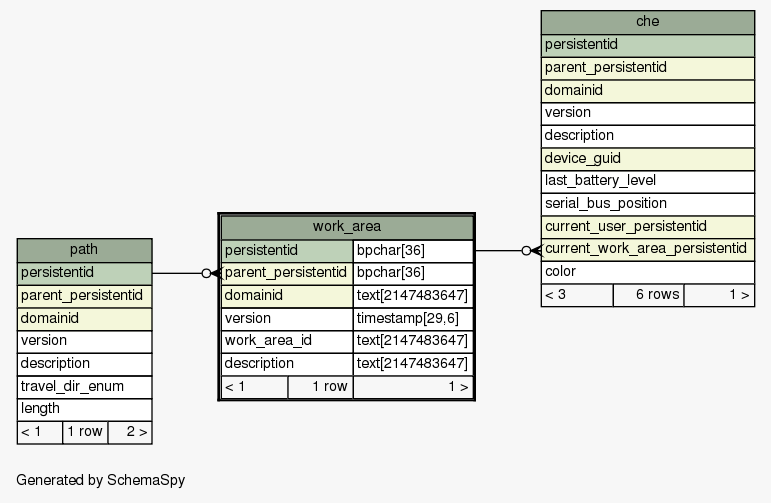 che
persistentid
parent_persistentid
domainid
version
description
device_guid
last_battery_level
serial_bus_position
current_user_persistentid
current_work_area_persistentid
color
< 3 6 rows 1 >
work_area
persistentid bpchar[36]
parent_persistentid bpchar[36]
domainid text[2147483647]
version timestamp[29,6]
work_area_id text[2147483647]
description text[2147483647]
< 1 1 row 1 >
path
persistentid
parent_persistentid
domainid
version
description
travel_dir_enum
length
< 1 1 row 2 >
Generated by SchemaSpy